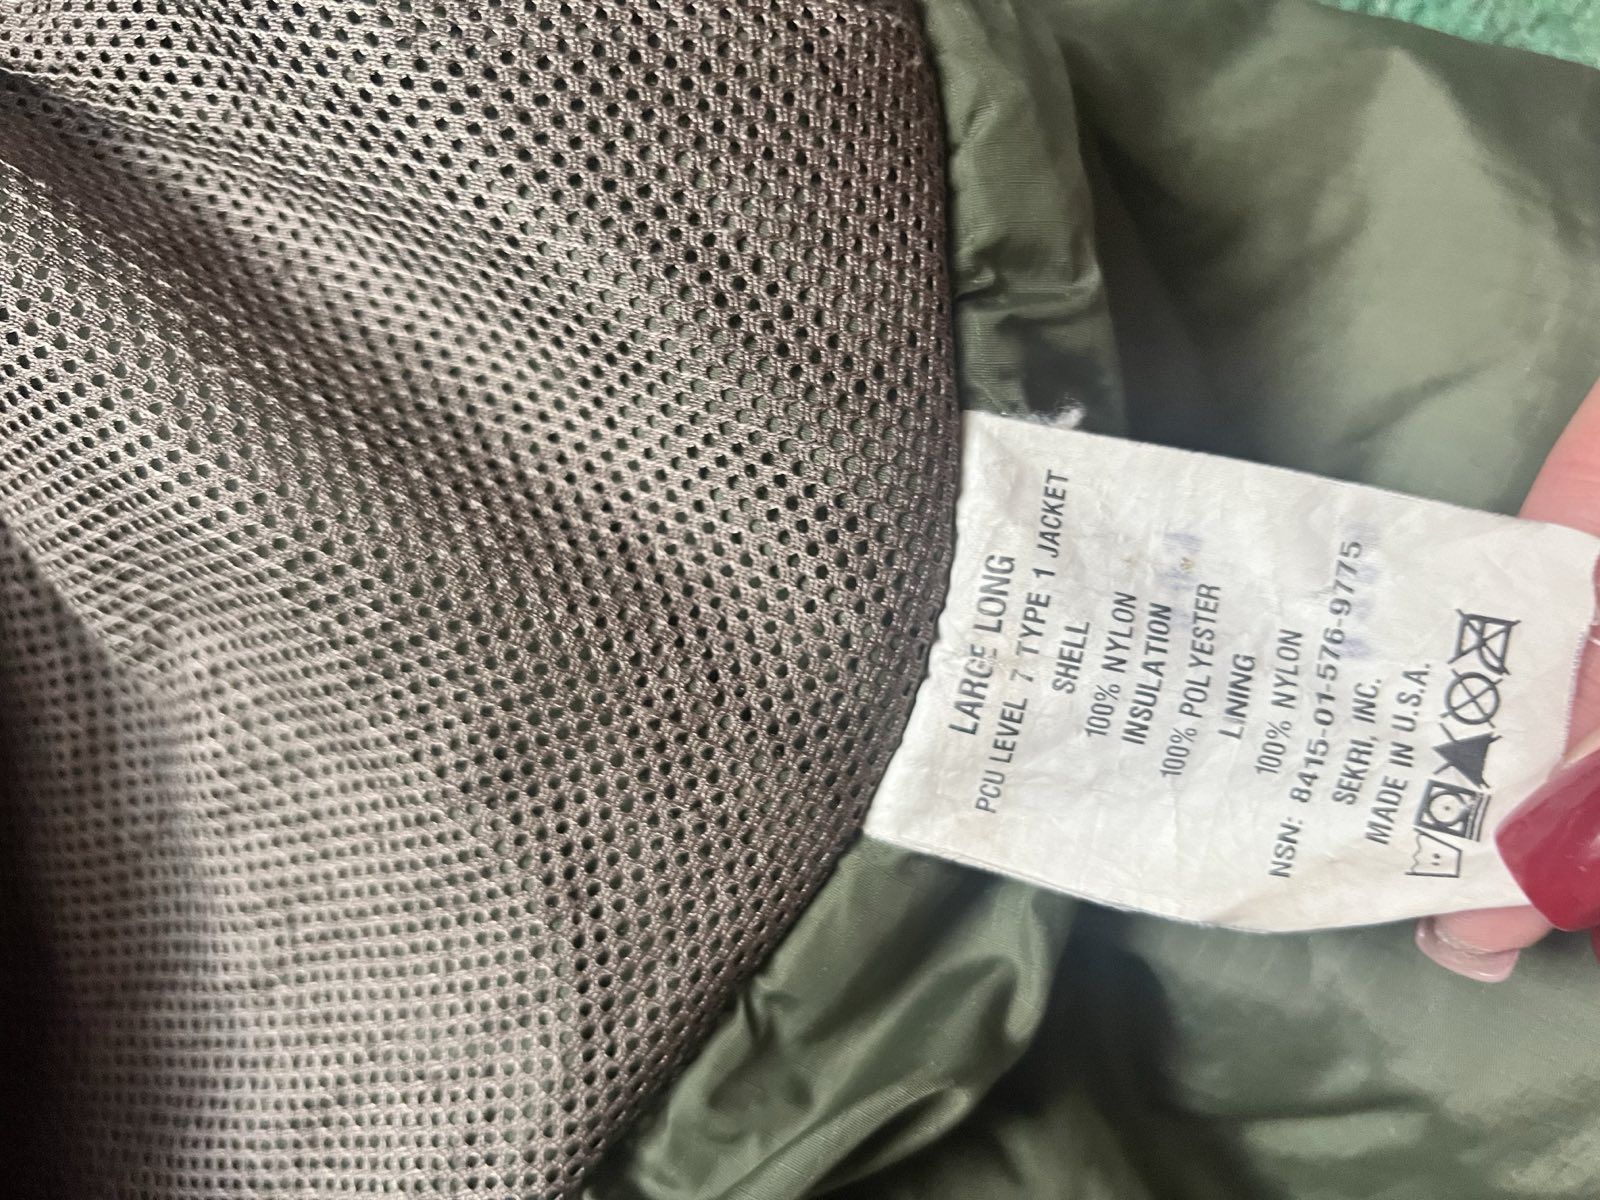 LARGE LONG
PCU LEVEL 7 TYPE 1 JACKET
SHELL
100% NYLON
INSULATION
100% POLYESTER
LINING
100% NYLON
NSN: 8415-01-576-9775
SEKRI, INC.
MADE IN U.S.A.